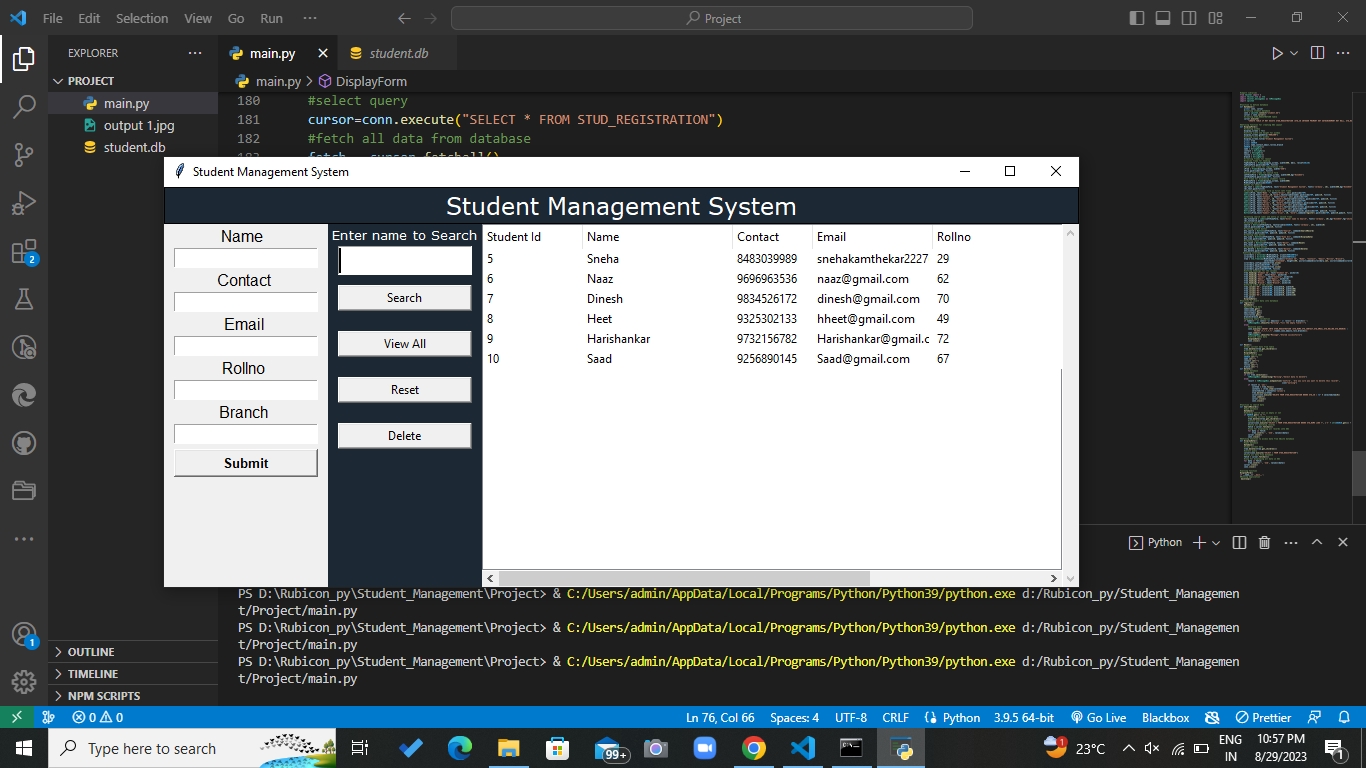 File Edit Selection View Go Run ··· Project
EXPLORER ···
PROJECT
main.py
output 1.jpg
student.db
main.py student.db
main.py > DisplayForm
180 #select query
181 cursor=conn.execute("SELECT * FROM STUD_REGISTRATION")
182 #fetch all data from database
Student Management System
Student Management System
Name
Contact
Email
Rollno
Branch
Submit
Enter name to Search
Search
View All
Reset
Delete
Student Id Name Contact Email Rollno
5 Sneha 8483039989 snehakamthekar2227 29
6 Naaz 9696963536 naaz@gmail.com 62
7 Dinesh 9834526172 dinesh@gmail.com 70
8 Heet 9325302133 hheet@gmail.com 49
9 Harishankar 9732156782 Harishankar@gmail.c 72
10 Saad 9256890145 Saad@gmail.com 67
Python
PS D:\Rubicon_py\Student_Management\Project> & C:/Users/admin/AppData/Local/Programs/Python/Python39/python.exe d:/Rubicon_py/Student_Managemen
t/Project/main.py
PS D:\Rubicon_py\Student_Management\Project> & C:/Users/admin/AppData/Local/Programs/Python/Python39/python.exe d:/Rubicon_py/Student_Managemen
t/Project/main.py
PS D:\Rubicon_py\Student_Management\Project> & C:/Users/admin/AppData/Local/Programs/Python/Python39/python.exe d:/Rubicon_py/Student_Managemen
t/Project/main.py
OUTLINE
TIMELINE
NPM SCRIPTS
2
1
0 0 Ln 76, Col 66 Spaces: 4 UTF-8 CRLF Python 3.9.5 64-bit Go Live Blackbox Prettier
Type here to search 99+ 1 23°C ENG IN 10:57 PM 8/29/2023 1